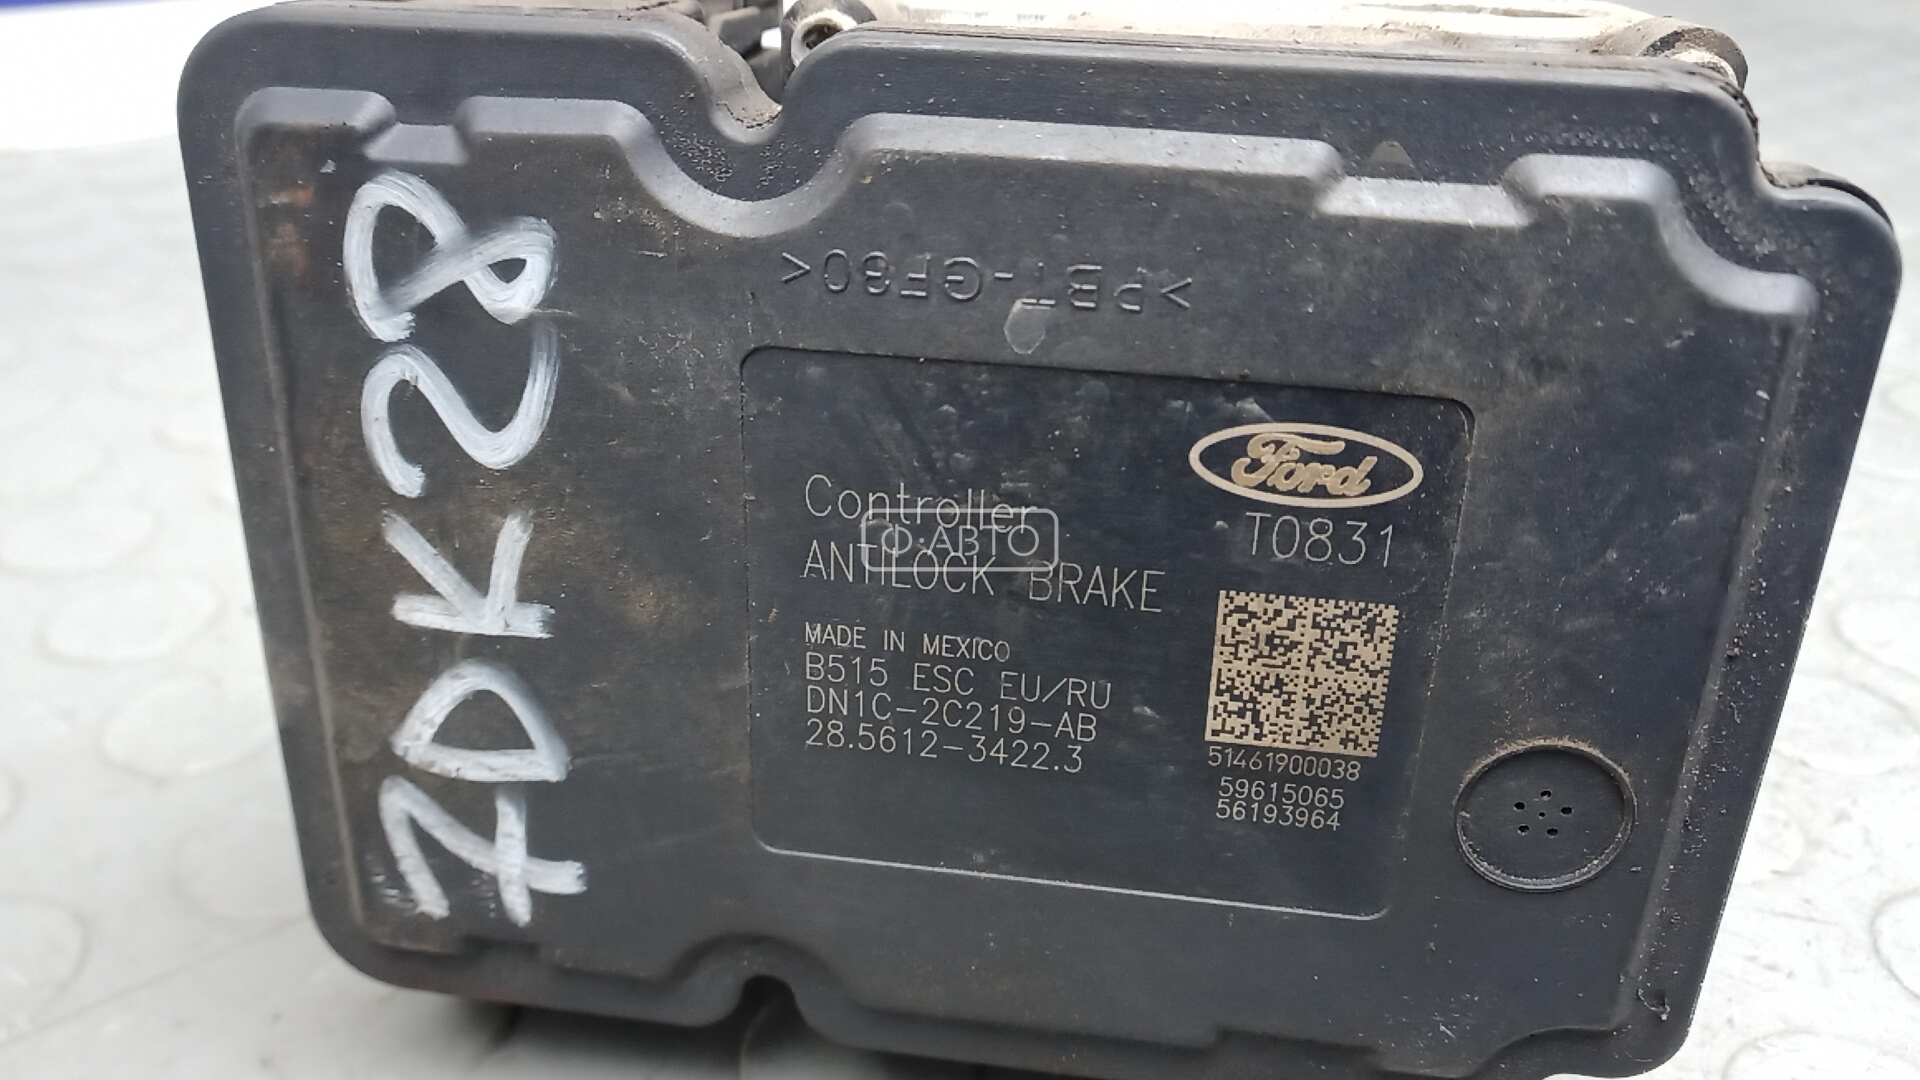 >PBT-GF30<
Ford
T0831
Controller
Ф·АВТО
ANTILOCK BRAKE
MADE IN MEXICO
B515 ESC EU/RU
DN1C-2C219-AB
28.5612-3422.3
51461900038
59615065
56193964
7DK28